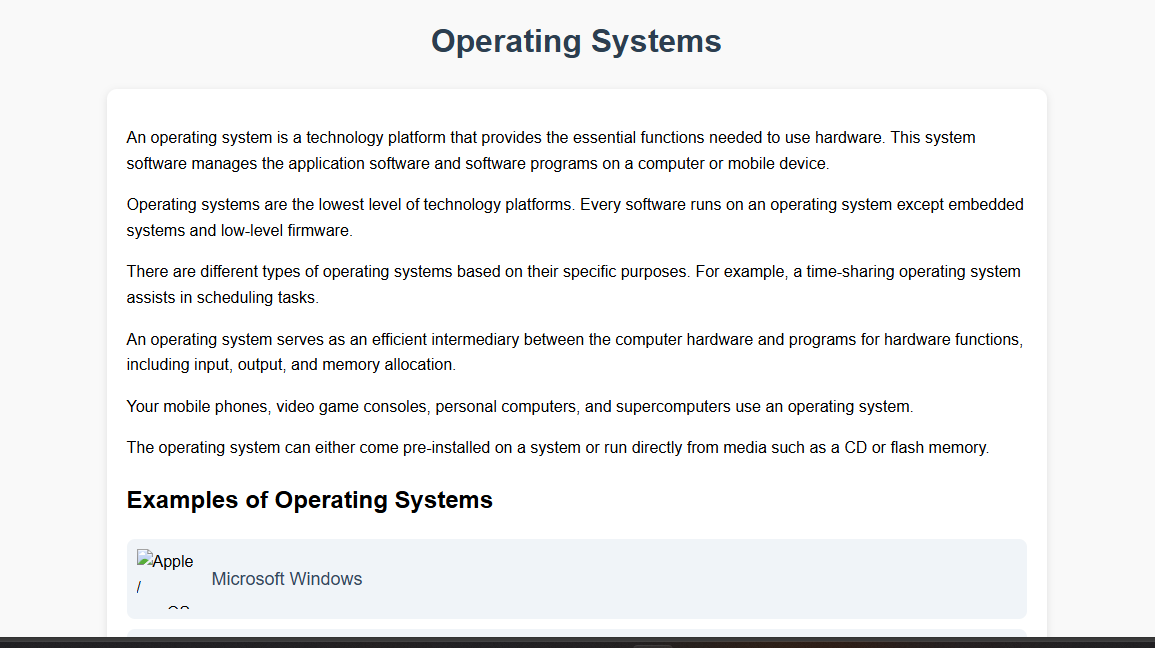 Operating Systems
An operating system is a technology platform that provides the essential functions needed to use hardware. This system
software manages the application software and software programs on a computer or mobile device.
Operating systems are the lowest level of technology platforms. Every software runs on an operating system except embedded
systems and low-level firmware.
There are different types of operating systems based on their specific purposes. For example, a time-sharing operating system
assists in scheduling tasks.
An operating system serves as an efficient intermediary between the computer hardware and programs for hardware functions,
including input, output, and memory allocation.
Your mobile phones, video game consoles, personal computers, and supercomputers use an operating system.
The operating system can either come pre-installed on a system or run directly from media such as a CD or flash memory.
Examples of Operating Systems
Apple
/
Microsoft Windows